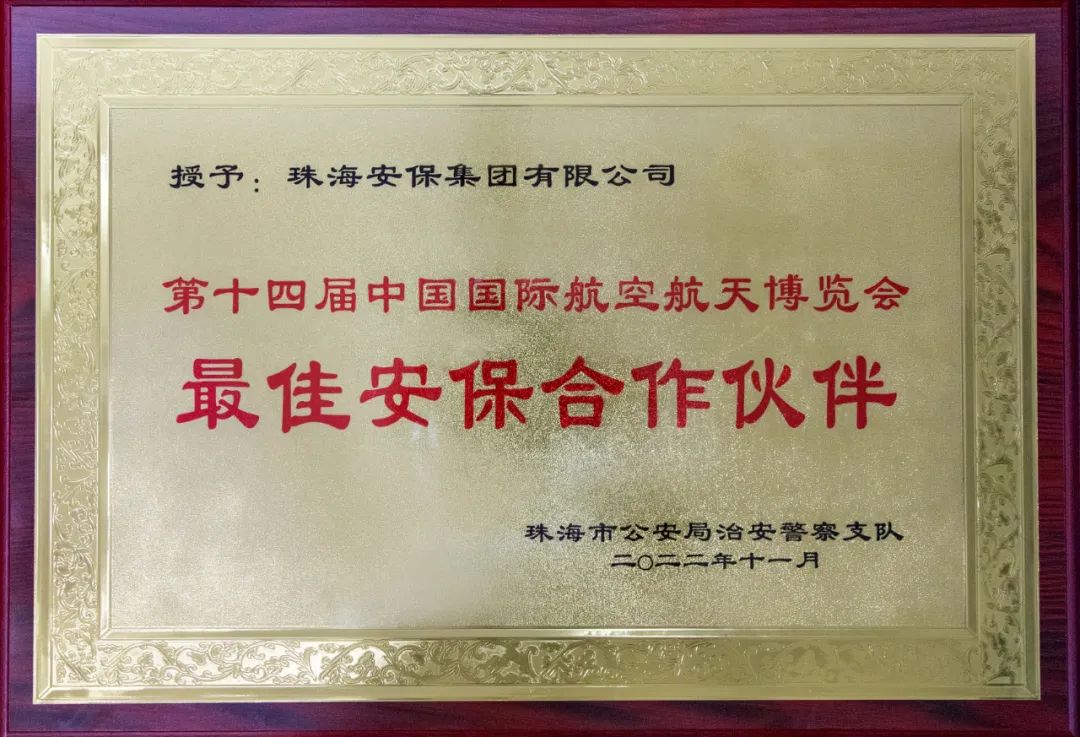 授予：珠海安保集团有限公司
第十四届中国国际航空航天博览会
最佳安保合作伙伴
珠海市公安局治安警察支队
二〇二二年十一月